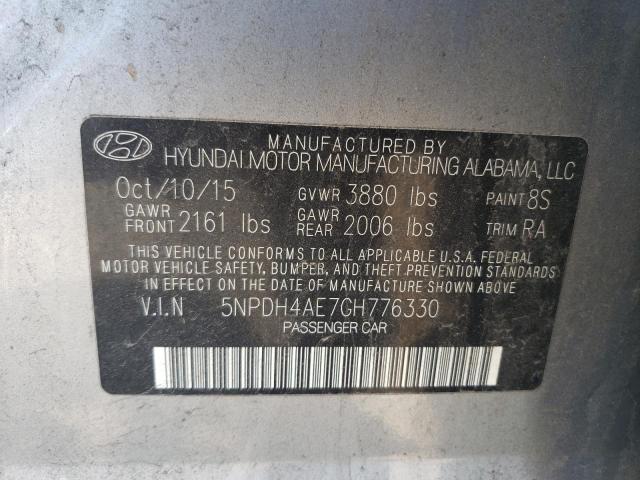 MANUFACTURED BY
HYUNDAI MOTOR MANUFACTURING ALABAMA, LLC
Oct/10/15 GVWR 3880 lbs PAINT 8S
GAWR FRONT 2161 lbs GAWR REAR 2006 lbs TRIM RA
THIS VEHICLE CONFORMS TO ALL APPLICABLE U.S.A. FEDERAL
MOTOR VEHICLE SAFETY, BUMPER, AND THEFT PREVENTION STANDARDS
IN EFFECT ON THE DATE OF MANUFACTURE SHOWN ABOVE.
V.I.N 5NPDH4AE7GH776330
PASSENGER CAR